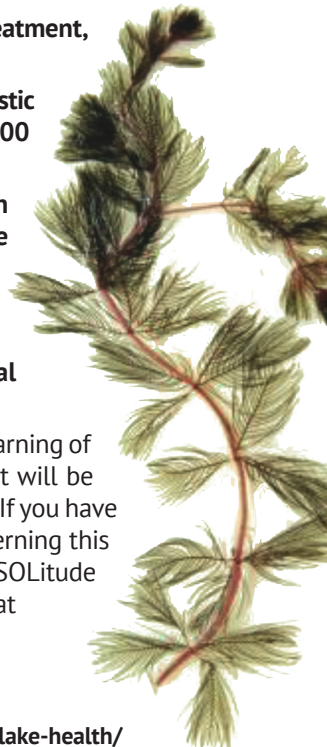 eatment,
stic
00
n
e
al
arning of
t will be
If you have
erning this
SOLitude
at
lake-health/